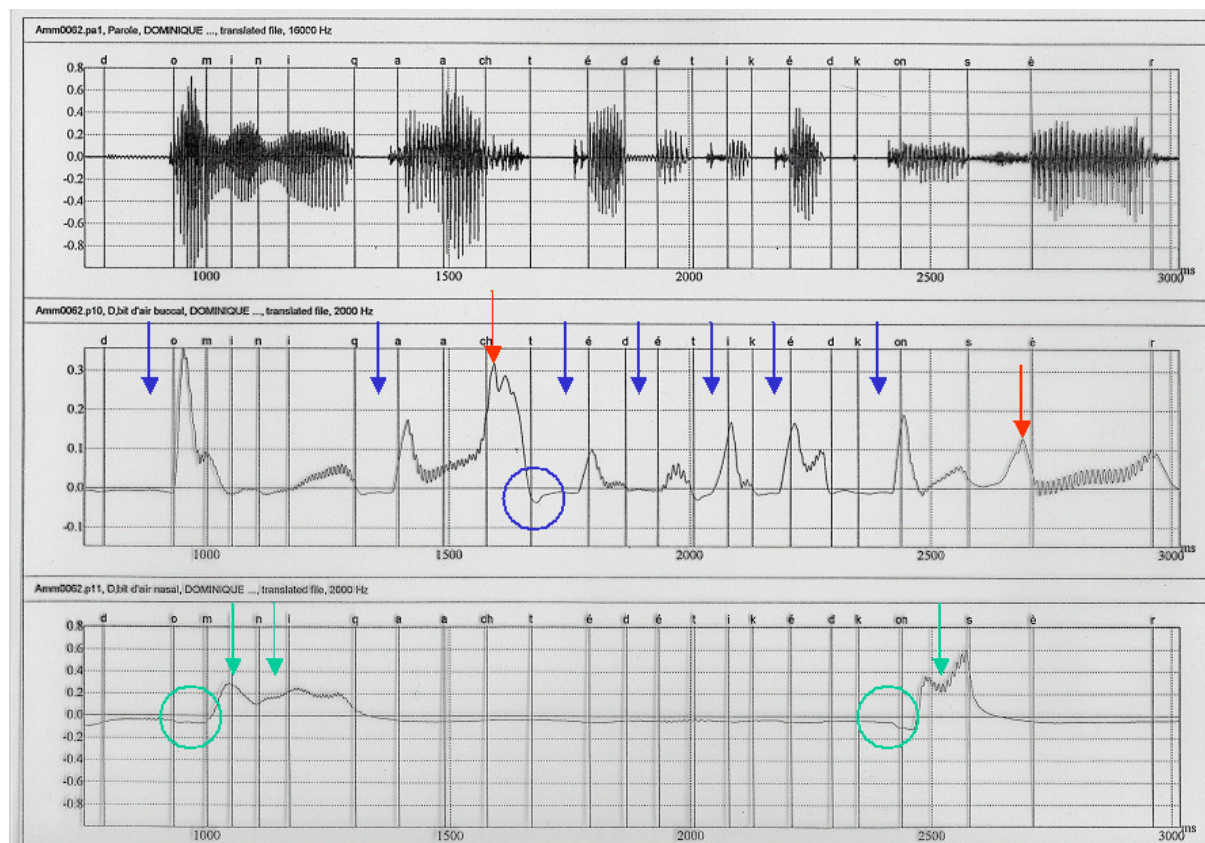 Amm0062.pa1, Parole, DOMINIQUE ..., translated file, 16000 Hz
d o m i n i q a a ch t é d é t i k é d k on s è r
0.8
0.6
0.4
0.2
0.0
-0.2
-0.4
-0.6
-0.8
1000 1500 2000 2500 3000 ms
Amm0062.p10, D,bit d'air buccal, DOMINIQUE ..., translated file, 2000 Hz
d o m i n i q a a ch t é d é t i k é d k on s è r
0.3
0.2
0.1
0.0
-0.1
1000 1500 2000 2500 3000 ms
Amm0062.p11, D,bit d'air nasal, DOMINIQUE ..., translated file, 2000 Hz
d o m n i q a a ch t é d é t i k é d k on s è r
0.8
0.6
0.4
0.2
0.0
-0.2
-0.4
-0.6
-0.8
1000 1500 2000 2500 3000 ms